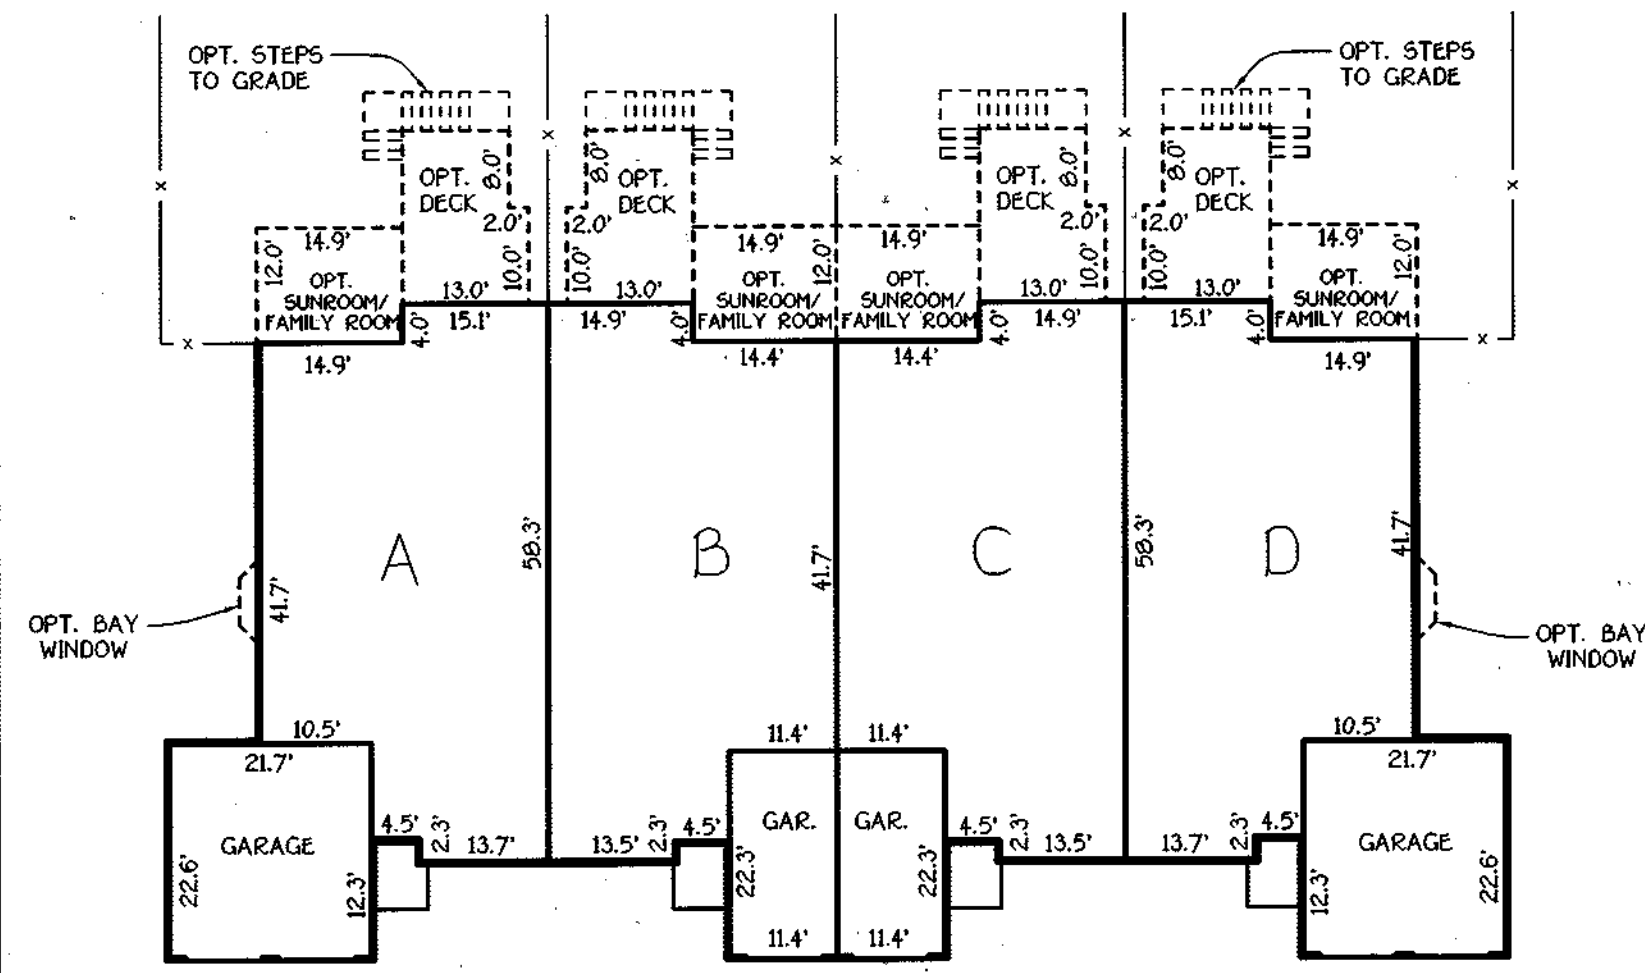 OPT. STEPS
TO GRADE
OPT. STEPS
TO GRADE
x
x
x
x
x
8.0'
OPT.
DECK
2.0'
10.0'
8.0'
OPT.
DECK
2.0'
10.0'
OPT.
DECK
8.0'
2.0'
10.0'
8.0'
OPT.
DECK
2.0'
10.0'
14.9'
12.0'
OPT.
SUNROOM/
FAMILY ROOM
14.9'
12.0'
OPT.
SUNROOM/
FAMILY ROOM
14.9'
OPT.
SUNROOM/
FAMILY ROOM
14.9'
12.0'
OPT.
SUNROOM/
FAMILY ROOM
13.0'
15.1'
4.0'
13.0'
14.9'
4.0'
13.0'
14.9'
4.0'
13.0'
15.1'
4.0'
x
x
14.9'
14.4'
14.4'
14.9'
A
58.3'
B
41.7'
C
58.3'
D
41.7'
41.7'
OPT. BAY
WINDOW
OPT. BAY
WINDOW
10.5'
21.7'
11.4'
11.4'
10.5'
21.7'
GARAGE
22.6'
12.3'
4.5'
2.3'
13.7'
13.5'
2.3'
4.5'
GAR.
22.3'
11.4'
GAR.
22.3'
11.4'
4.5'
2.3'
13.5'
13.7'
2.3'
4.5'
GARAGE
12.3'
22.6'